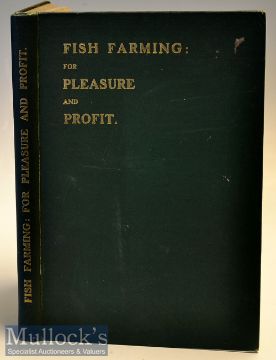 FISH FARMING:
FOR
PLEASURE
AND
PROFIT.
FISH FARMING: FOR PLEASURE AND PROFIT.
Mullock's
Specialist Auctioneers & Valuers